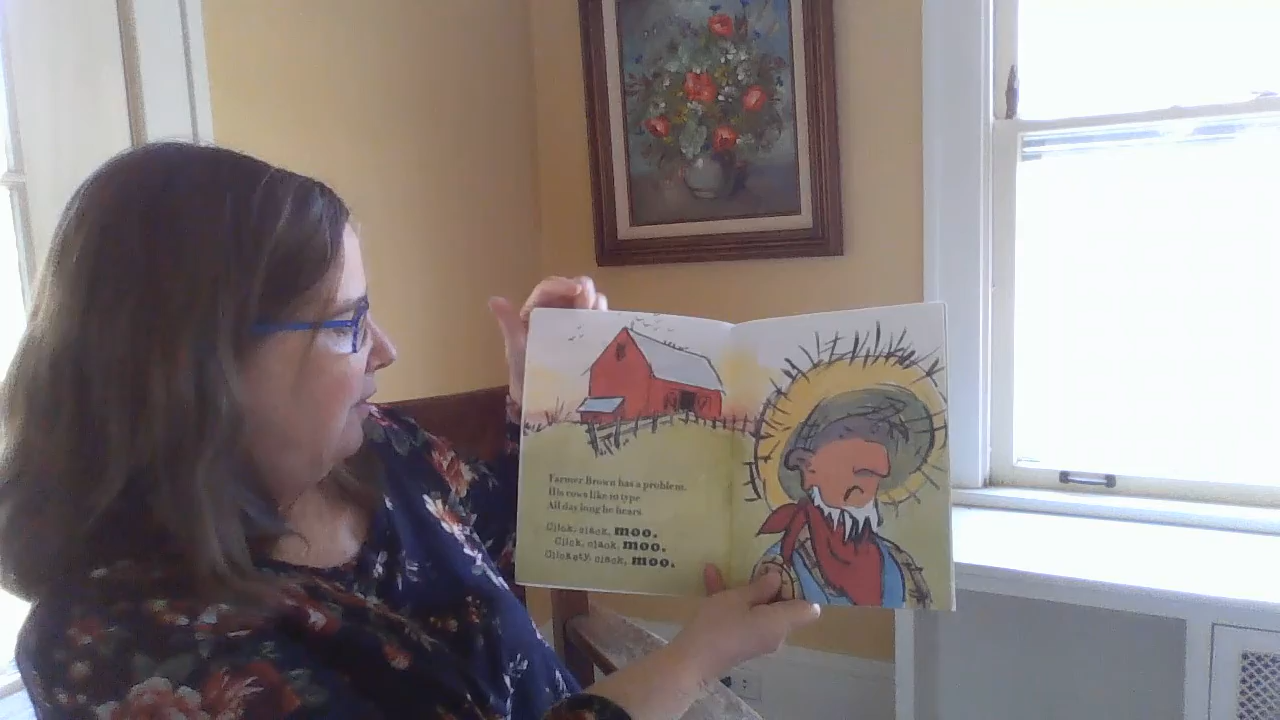 Farmer Brown has a problem.
His cows like to type.
All day long he hears
Click, clack, moo.
Click, clack, moo.
Clickety, clack, moo.